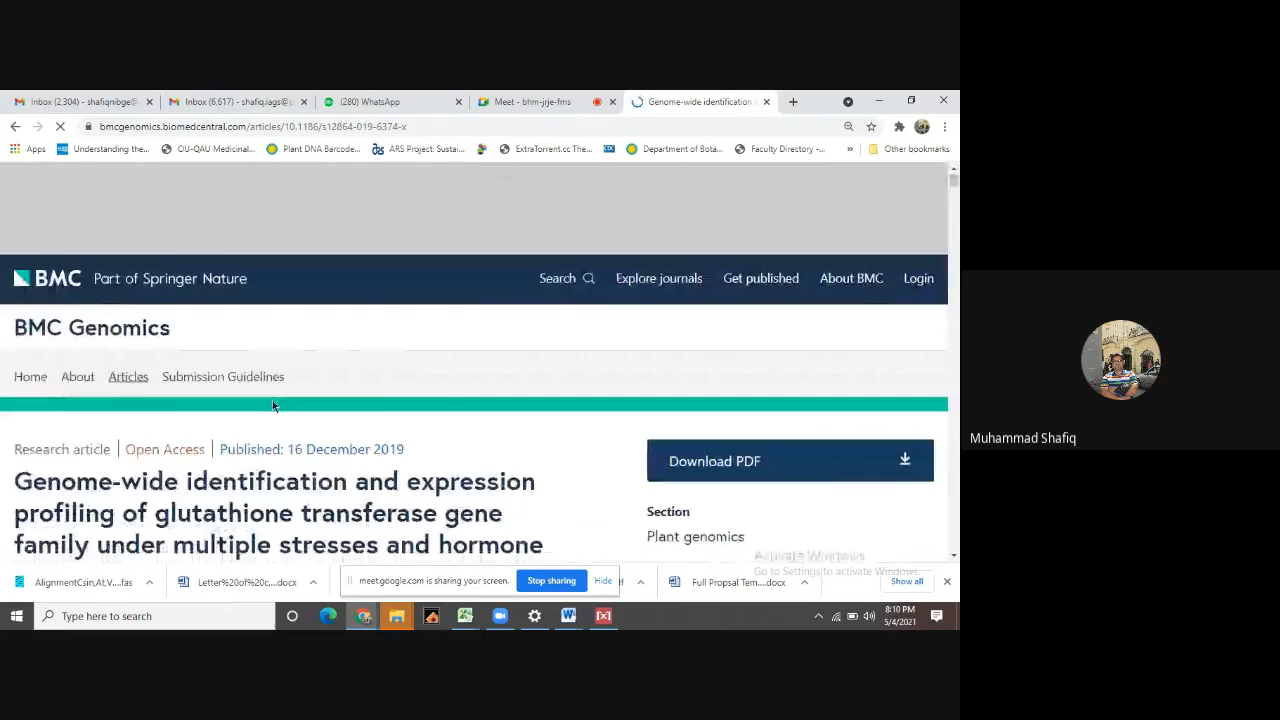 Inbox (2,304) - shafiqnibge@
Inbox (6,617) - shafiq.iags@p
(280) WhatsApp
Meet - bhm-jrje-fms
Genome-wide identification
bmcgenomics.biomedcentral.com/articles/10.1186/s12864-019-6374-x
Apps
Understanding the...
OU-QAU Medicinal...
Plant DNA Barcode...
ARS Project: Sustai...
ExtraTorrent.cc The...
Department of Bota...
Faculty Directory -...
»
Other bookmarks
BMC Part of Springer Nature
Search
Explore journals
Get published
About BMC
Login
BMC Genomics
Home
About
Articles
Submission Guidelines
Research article | Open Access | Published: 16 December 2019
Genome-wide identification and expression
profiling of glutathione transferase gene
family under multiple stresses and hormone
Download PDF
Section
Plant genomics
Activate Windows
Go to Settings to activate Windows.
AlignmentCsin,At,V....fas
Letter%20of%20c....docx
meet.google.com is sharing your screen.
Stop sharing
Hide
Full Propsal Tem....docx
Show all
Type here to search
8:10 PM
5/4/2021
Muhammad Shafiq